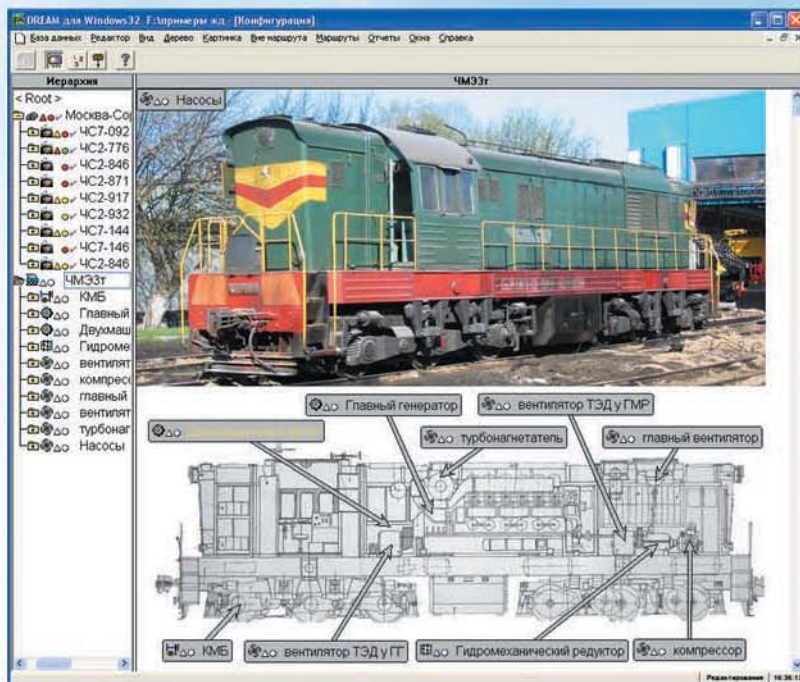 DREAM для Windows32 F:\примеры жд - [Конфигурация]
База данных Редактор Вид Дерево Картинка Вне маршрута Маршруты Отчеты Окна Справка
Иерархия
ЧМЭ3т
< Root >
Москва-Сор
ЧС7-092
ЧС2-776
ЧС2-846
ЧС2-871
ЧС2-917
ЧС2-932
ЧС7-144
ЧС7-146
ЧС2-846
ЧМЭ3т
КМБ
Главный
Двухмаш
Гидроме
вентилят
компресс
главный
вентилят
турбонаг
Насосы
Насосы
Главный генератор
вентилятор ТЭД у ГМР
турбонагнетатель
главный вентилятор
КМБ
вентилятор ТЭД у ГГ
Гидромеханический редуктор
компрессор
Редактирование